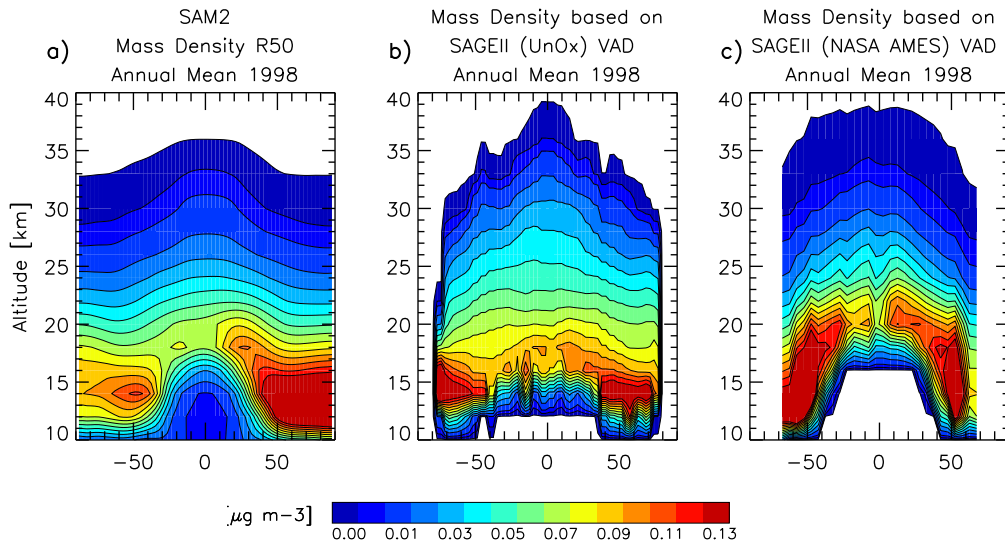 SAM2
a)
Mass Density R50
Annual Mean 1998
Mass Density based on
b)
SAGEII (UnOx) VAD
Annual Mean 1998
Mass Density based on
c)
SAGEII (NASA AMES) VAD
Annual Mean 1998
Altitude [km]
40
35
30
25
20
15
10
−50 0 50
40
35
30
25
20
15
10
−50 0 50
40
35
30
25
20
15
10
−50 0 50
[μg m−3]
0.00 0.01 0.03 0.05 0.07 0.09 0.11 0.13